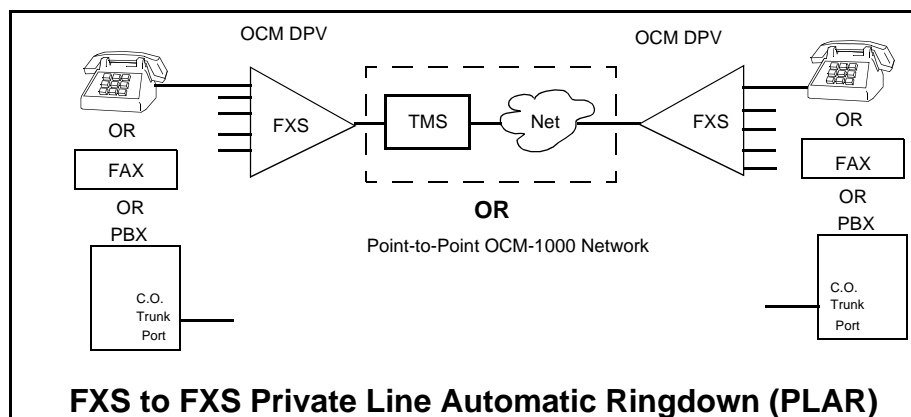 OCM DPV
OCM DPV
FXS
TMS
Net
FXS
OR
OR
FAX
FAX
OR
OR
OR
PBX
PBX
Point-to-Point OCM-1000 Network
C.O.
Trunk
Port
C.O.
Trunk
Port
FXS to FXS Private Line Automatic Ringdown (PLAR)